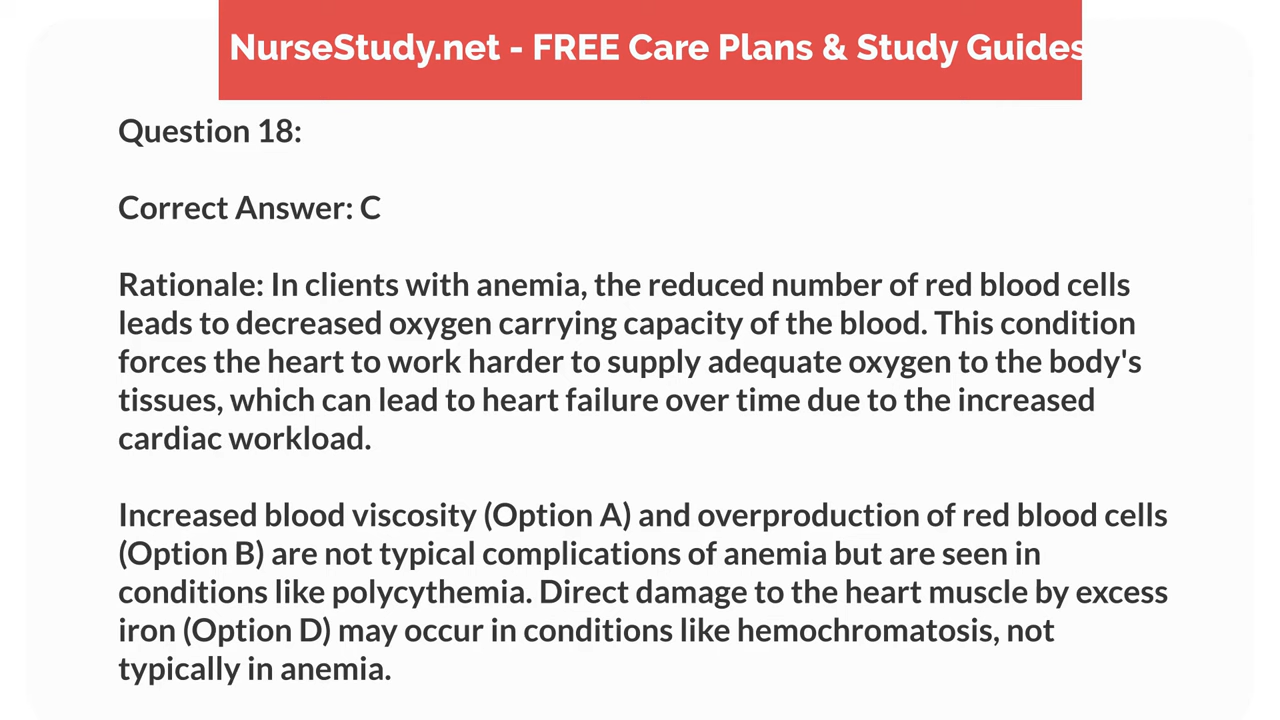 NurseStudy.net - FREE Care Plans & Study Guides
Question 18:
Correct Answer: C
Rationale: In clients with anemia, the reduced number of red blood cells
leads to decreased oxygen carrying capacity of the blood. This condition
forces the heart to work harder to supply adequate oxygen to the body's
tissues, which can lead to heart failure over time due to the increased
cardiac workload.
Increased blood viscosity (Option A) and overproduction of red blood cells
(Option B) are not typical complications of anemia but are seen in
conditions like polycythemia. Direct damage to the heart muscle by excess
iron (Option D) may occur in conditions like hemochromatosis, not
typically in anemia.